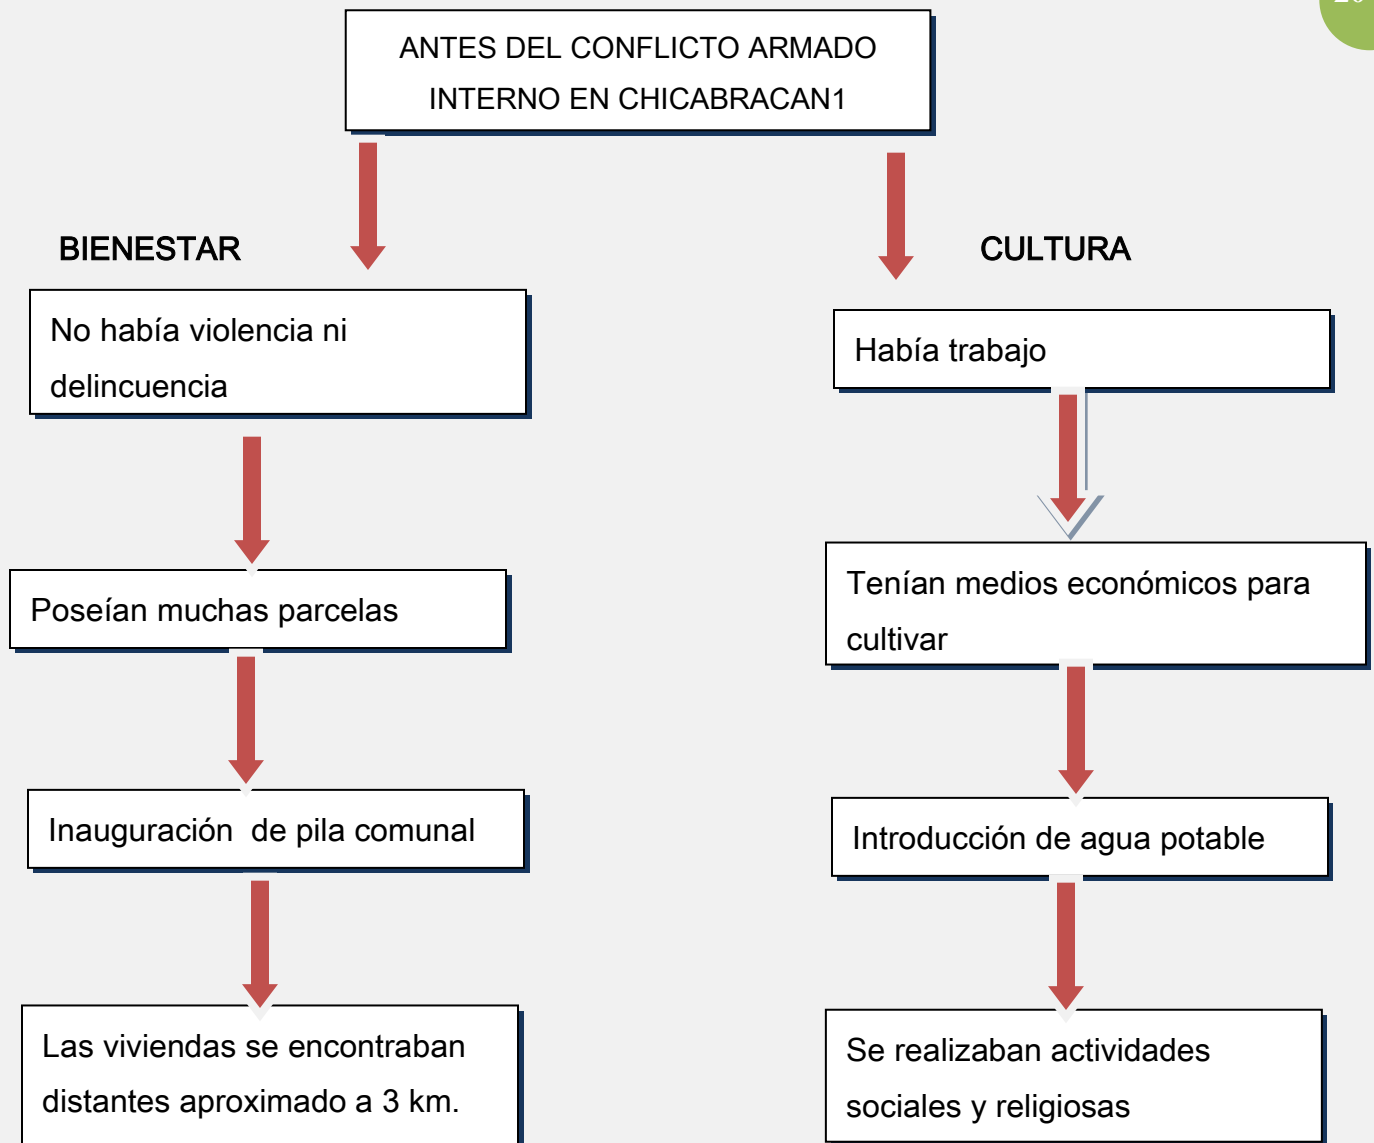 ANTES DEL CONFLICTO ARMADO
INTERNO EN CHICABRACAN1
BIENESTAR
No había violencia ni
delincuencia
Poseían muchas parcelas
Inauguración  de pila comunal
Las viviendas se encontraban
distantes aproximado a 3 km.
CULTURA
Había trabajo
Tenían medios económicos para
cultivar
Introducción de agua potable
Se realizaban actividades
sociales y religiosas